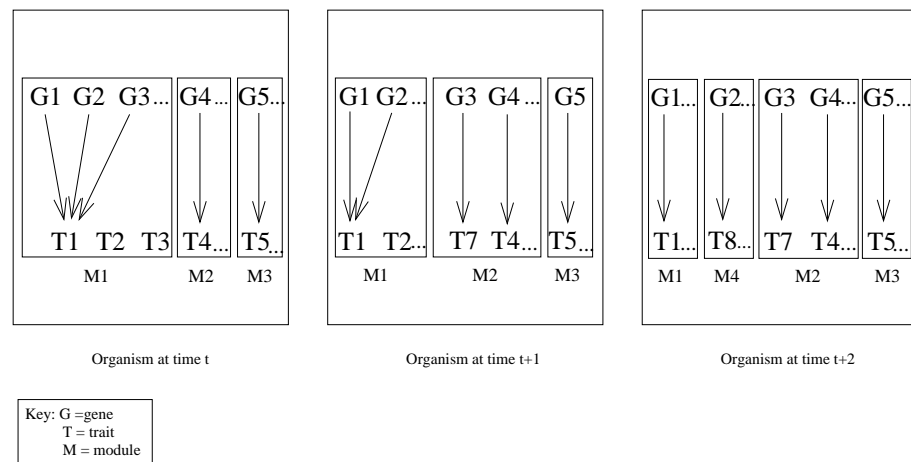 G1 G2 G3... G4 ... G5...
T1 T2 T3 T4... T5...
M1 M2 M3
Organism at time t
G1 G2... G3 G4... G5
T1 T2... T7 T4... T5...
M1 M2 M3
Organism at time t+1
G1... G2... G3 G4... G5...
T1... T8... T7 T4... T5...
M1 M4 M2 M3
Organism at time t+2
Key: G =gene
T = trait
M = module